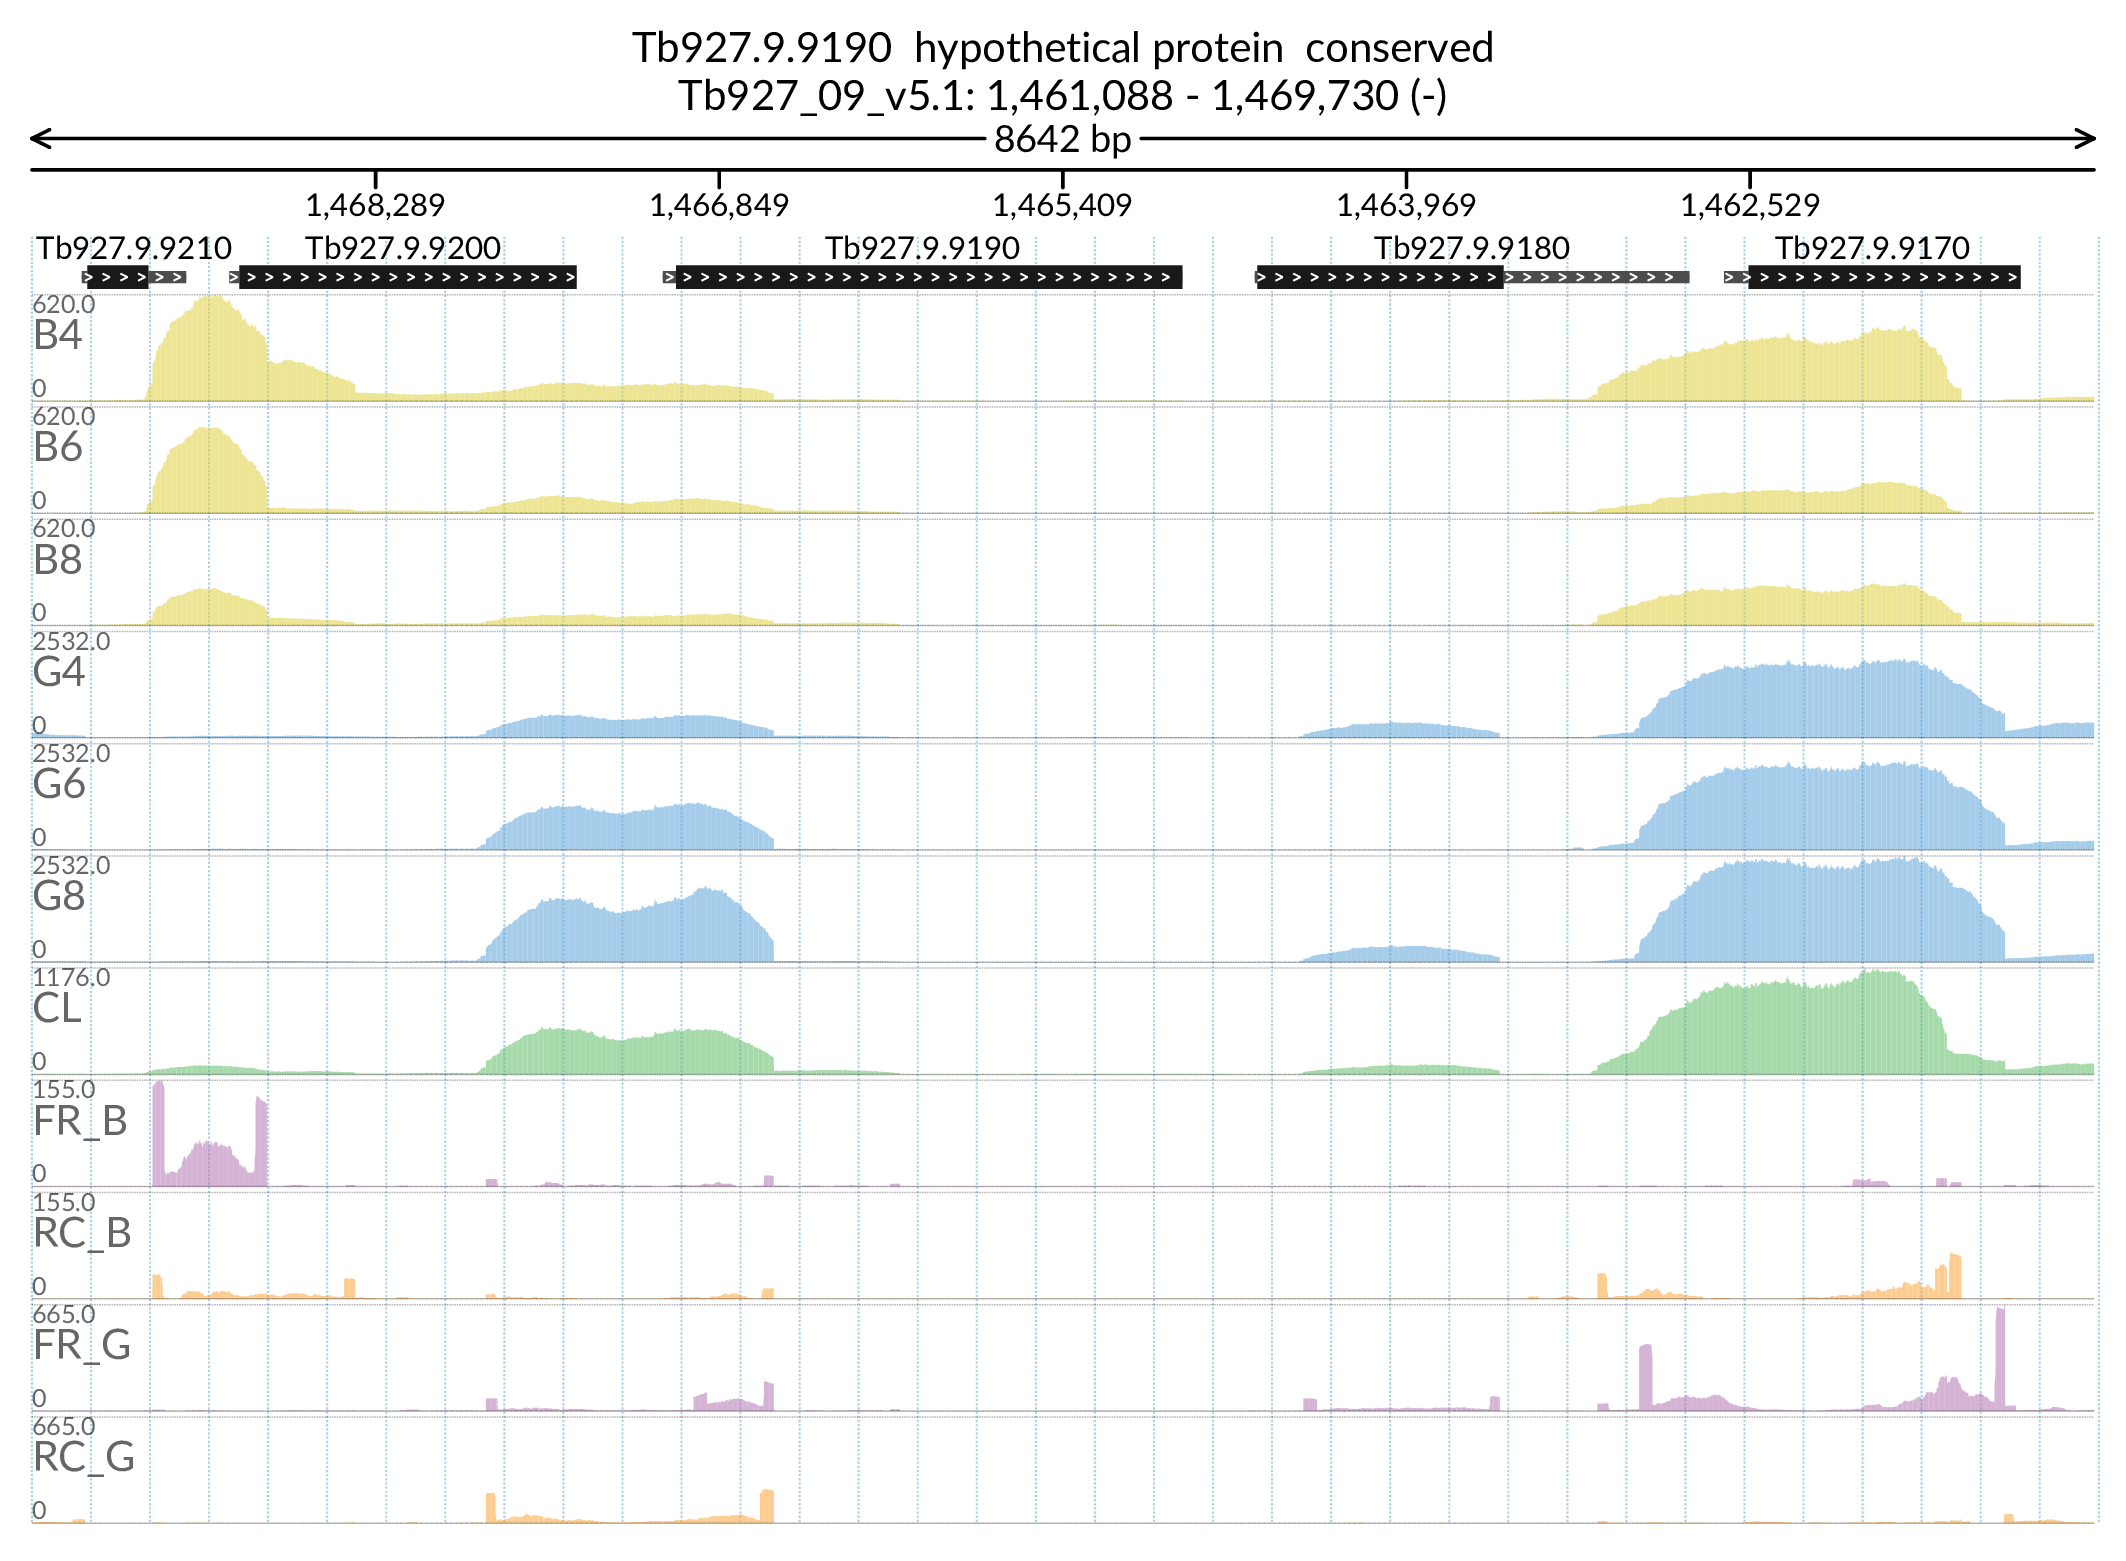 Tb927.9.9190  hypothetical protein  conserved
Tb927_09_v5.1: 1,461,088 - 1,469,730 (-)
8642 bp
1,468,289 1,466,849 1,465,409 1,463,969 1,462,529
Tb927.9.9210 Tb927.9.9200 Tb927.9.9190 Tb927.9.9180 Tb927.9.9170
620.0
B4
0
620.0
B6
0
620.0
B8
0
2532.0
G4
0
2532.0
G6
0
2532.0
G8
0
1176.0
CL
0
155.0
FR_B
0
155.0
RC_B
0
665.0
FR_G
0
665.0
RC_G
0